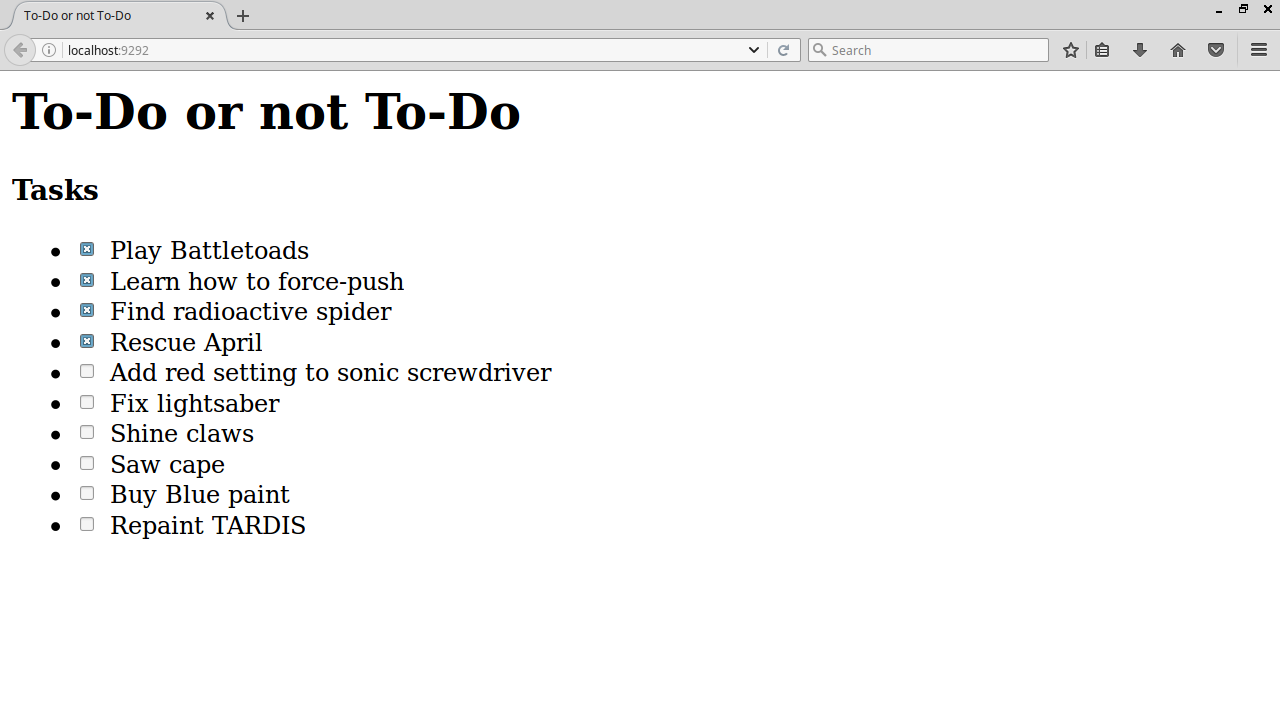 To-Do or not To-Do
localhost:9292
Search
To-Do or not To-Do
Tasks
Play Battletoads
Learn how to force-push
Find radioactive spider
Rescue April
Add red setting to sonic screwdriver
Fix lightsaber
Shine claws
Saw cape
Buy Blue paint
Repaint TARDIS